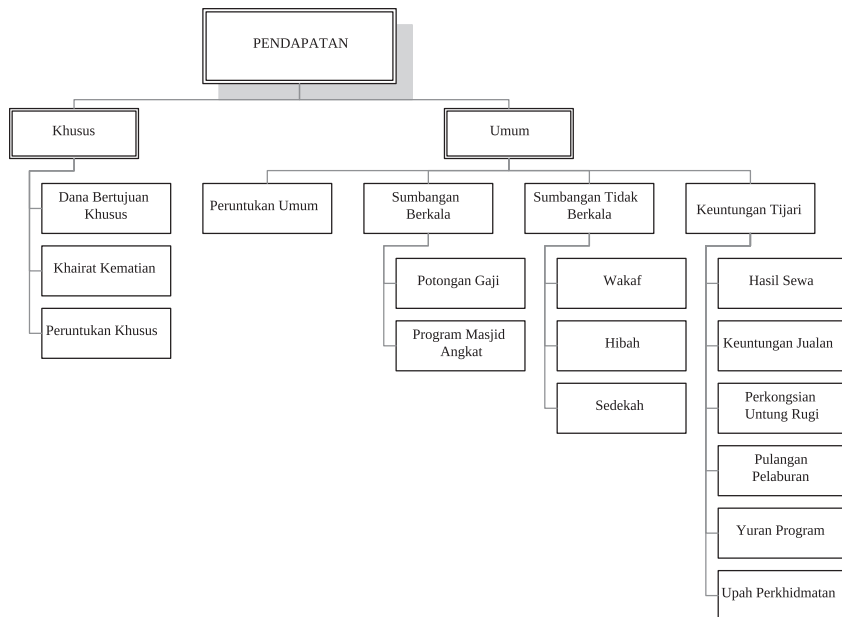 PENDAPATAN
Khusus
Umum
Dana Bertujuan
Khusus
Khairat Kematian
Peruntukan Khusus
Peruntukan Umum
Sumbangan
Berkala
Potongan Gaji
Program Masjid
Angkat
Sumbangan Tidak
Berkala
Wakaf
Hibah
Sedekah
Keuntungan Tijari
Hasil Sewa
Keuntungan Jualan
Perkongsian
Untung Rugi
Pulangan
Pelaburan
Yuran Program
Upah Perkhidmatan